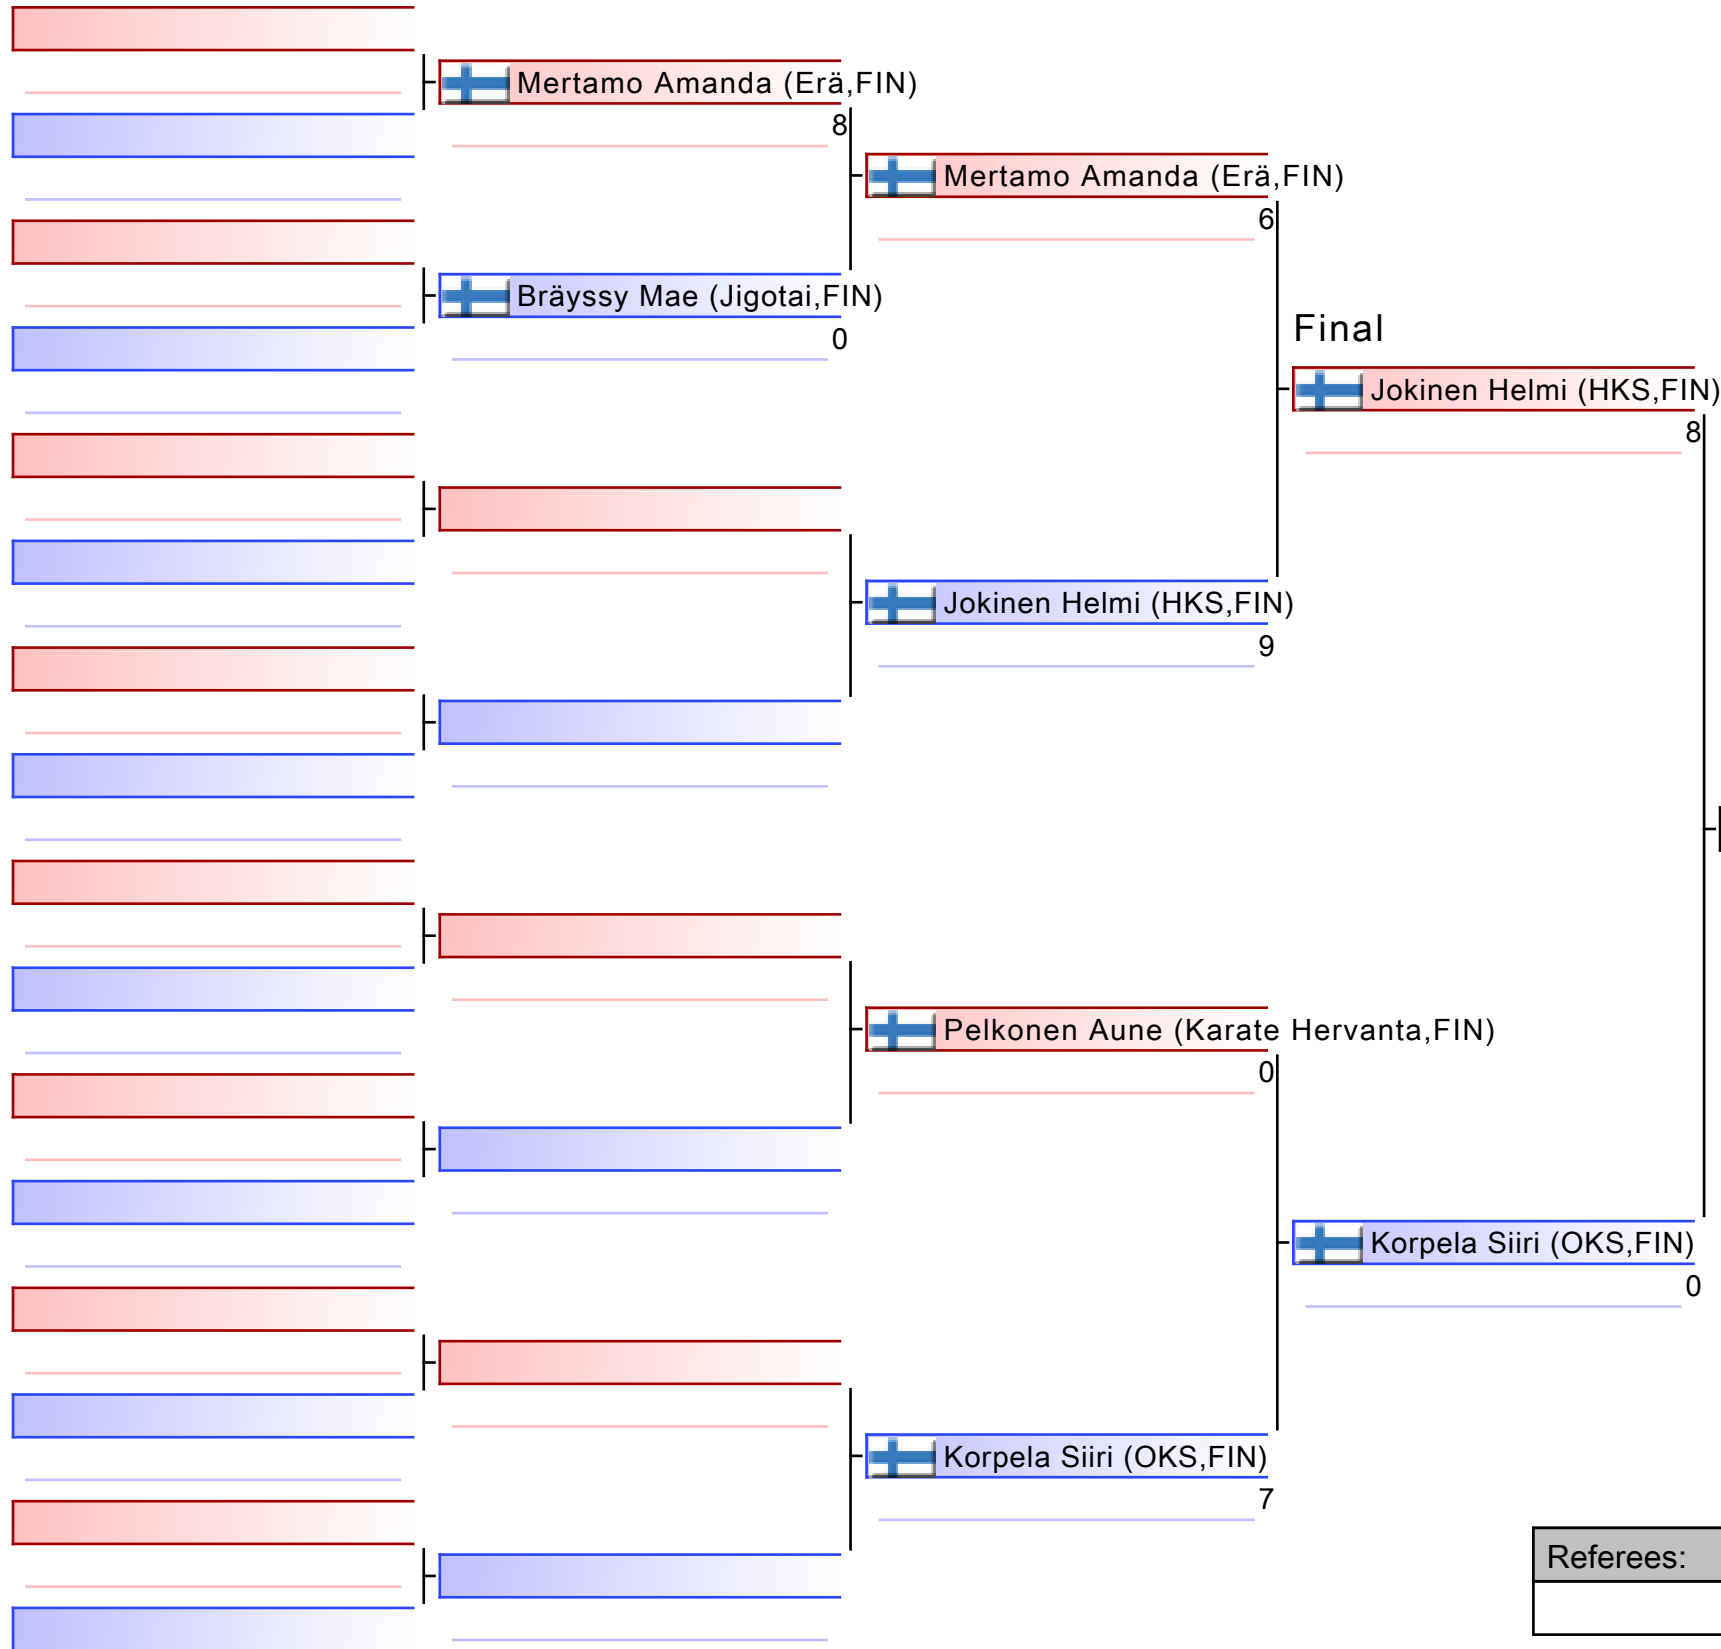 Mertamo Amanda (Erä,FIN)
8
Mertamo Amanda (Erä,FIN)
6
Bräyssy Mae (Jigotai,FIN)
0
Final
Jokinen Helmi (HKS,FIN)
8
Jokinen Helmi (HKS,FIN)
9
Pelkonen Aune (Karate Hervanta,FIN)
0
Korpela Siiri (OKS,FIN)
0
Korpela Siiri (OKS,FIN)
7
Referees: